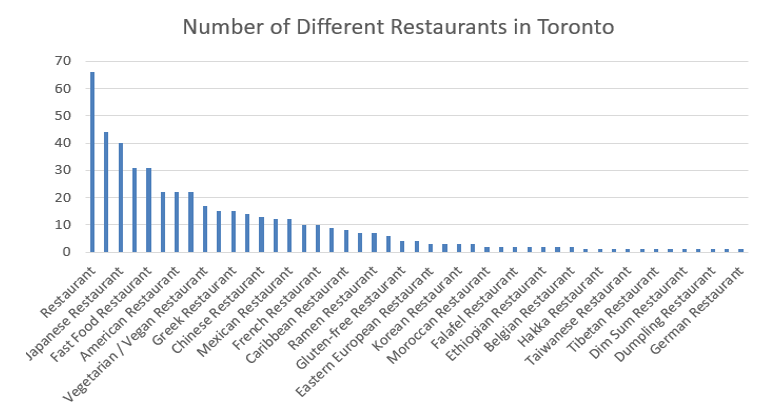 Number of Different Restaurants in Toronto
70
60
50
40
30
20
10
0
Restaurant
Japanese Restaurant
Fast Food Restaurant
American Restaurant
Vegetarian / Vegan Restaurant
Greek Restaurant
Chinese Restaurant
Mexican Restaurant
French Restaurant
Caribbean Restaurant
Ramen Restaurant
Gluten-free Restaurant
Eastern European Restaurant
Korean Restaurant
Moroccan Restaurant
Falafel Restaurant
Ethiopian Restaurant
Belgian Restaurant
Hakka Restaurant
Taiwanese Restaurant
Tibetan Restaurant
Dim Sum Restaurant
Dumpling Restaurant
German Restaurant